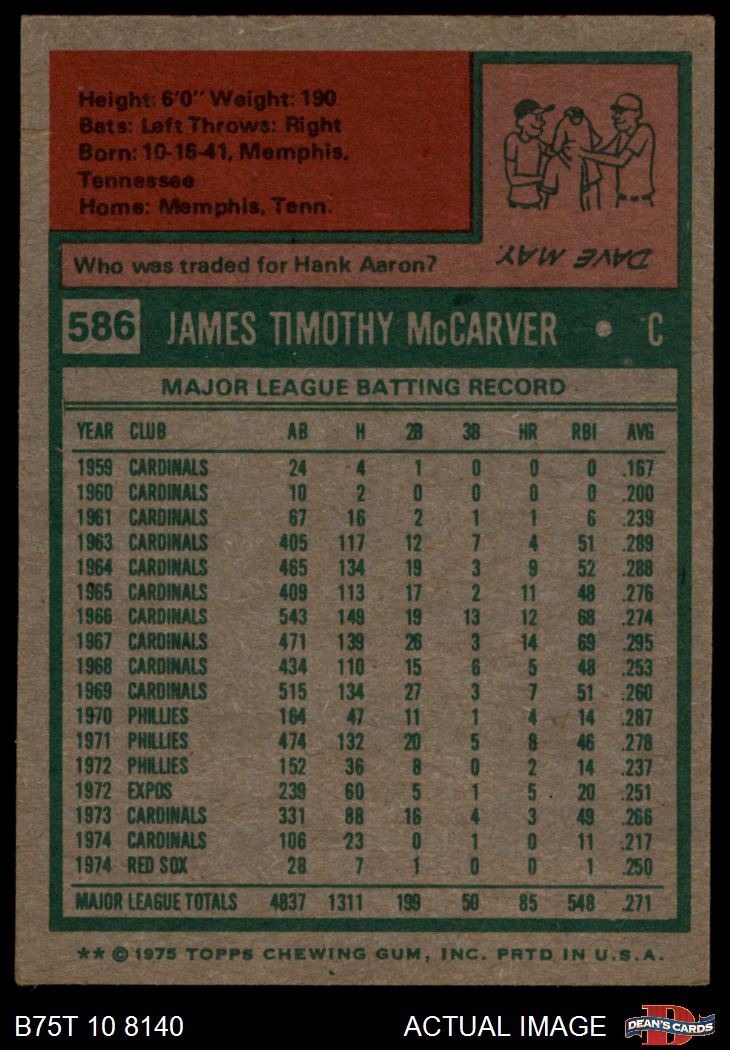 Height: 6'0" Weight: 190
Bats: Left Throws: Right
Born: 10-16-41, Memphis,
Tennessee
Home: Memphis, Tenn.
DAVE MAY.
Who was traded for Hank Aaron?
586 JAMES TIMOTHY McCARVER • C
MAJOR LEAGUE BATTING RECORD
YEAR CLUB AB H 2B 3B HR RBI AVG
1959 CARDINALS 24 4 1 0 0 0 .167
1960 CARDINALS 10 2 0 0 0 0 .200
1961 CARDINALS 67 16 2 1 1 6 .239
1963 CARDINALS 405 117 12 7 4 51 .289
1964 CARDINALS 465 134 19 3 9 52 .288
1965 CARDINALS 409 113 17 2 11 48 .276
1966 CARDINALS 543 149 19 13 12 68 .274
1967 CARDINALS 471 139 26 3 14 69 .295
1968 CARDINALS 434 110 15 6 5 48 .253
1969 CARDINALS 515 134 27 3 7 51 .260
1970 PHILLIES 164 47 11 1 4 14 .287
1971 PHILLIES 474 132 20 5 8 46 .278
1972 PHILLIES 152 36 8 0 2 14 .237
1972 EXPOS 239 60 5 1 5 20 .251
1973 CARDINALS 331 88 16 4 3 49 .266
1974 CARDINALS 106 23 0 1 0 11 .217
1974 RED SOX 28 7 1 0 0 1 .250
MAJOR LEAGUE TOTALS 4837 1311 199 50 85 548 .271
** © 1975 TOPPS CHEWING GUM, INC. PRTD IN U.S.A.
B75T 10 8140 ACTUAL IMAGE D DEAN'S CARDS